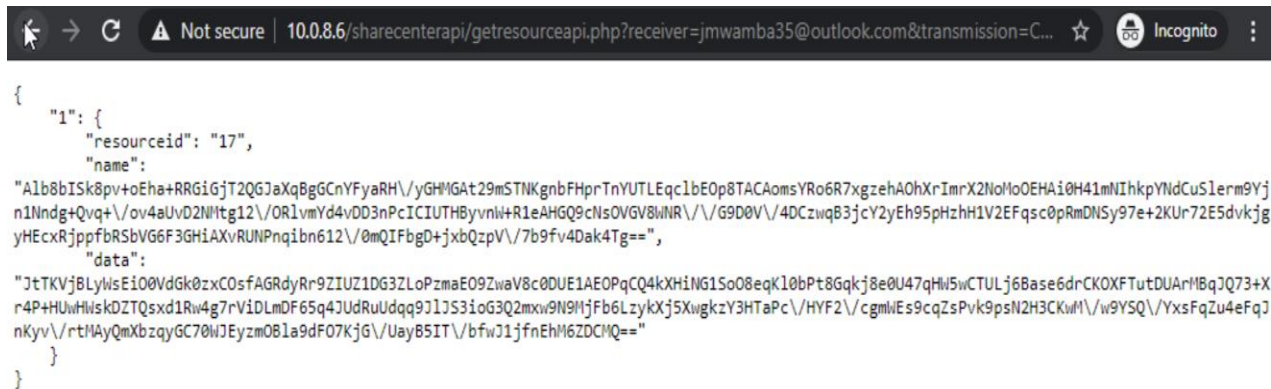 Not secure | 10.0.8.6/sharecenterapi/getresourceapi.php?receiver=jmwamba35@outlook.com&transmission=C... Incognito
{
"1": {
"resourceid": "17",
"name":
"Alb8bISk8pv+oEha+RRGiGjT2QGJaXqBgGCnYFyaRH\/yGHMGAt29mSTNKgnbFHprTnYUTLEqclbEOp8TACAomsYRo6R7xgzehAOhXrImrX2NoMoOEHAi0H41mNIhkpYNdCuSlerm9Yj
n1Nndg+Qvq+\/ov4aUvD2NMtg12\/ORlvmYd4vDD3nPcICIUTHByvnW+R1eAHGQ9cNsOVGV8WNR\/\/G9D0V\/4DCzwqB3jcY2yEh95pHzhH1V2EFqsc0pRmDNSy97e+2KUr72E5dvkjg
yHEcxRjppfbRSbVG6F3GHiAXvRUNPnqibn612\/0mQIFbgD+jxbQzpV\/7b9fv4Dak4Tg==",
"data":
"JtTKVjBLyWsEiO0VdGk0zxCOsfAGRdyRr9ZIUZ1DG3ZLoPzmaEO9ZwaV8c0DUE1AEOPqCQ4kXHiNG1SoO8eqKl0bPt8Gqkj8e0U47qHW5wCTULj6Base6drCKOXFTutDUArMBqJQ73+X
r4P+HUwHWskDZTQsxd1Rw4g7rViDLmDF65q4JUdRuUdqq9JlJS3ioG3Q2mxw9N9MjFb6LzykXj5XwgkzY3HTaPc\/HYF2\/cgmWEs9cqZsPvk9psN2H3CKwM\/w9YSQ\/YxsFqZu4eFqJ
nKyv\/rtMAyQmXbzqyGC70WJEyzmOBla9dFO7KjG\/UayB5IT\/bfwJ1jfnEhM6ZDCMQ=="
}
}